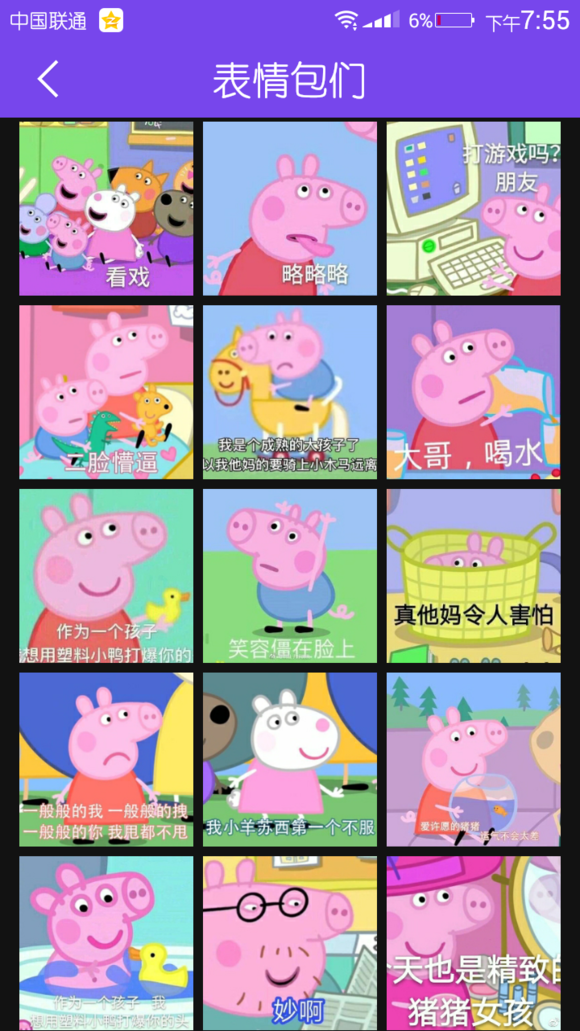 中国联通
6%
下午7:55
表情包们
看戏
略略略
打游戏吗?
朋友
二脸懵逼
我是个成熟的大孩子了
以我他妈的要骑上小木马远离
大哥，喝水
作为一个孩子
想用塑料小鸭打爆你的
笑容僵在脸上
真他妈令人害怕
一般般的我 一般般的拽
一般般的你 我甩都不甩
我小羊苏西第一个不服
爱许愿的猪猪
运气不会太差
作为一个孩子 我
想用塑料小鸭打爆你的头
妙啊
天也是精致的
猪猪女孩